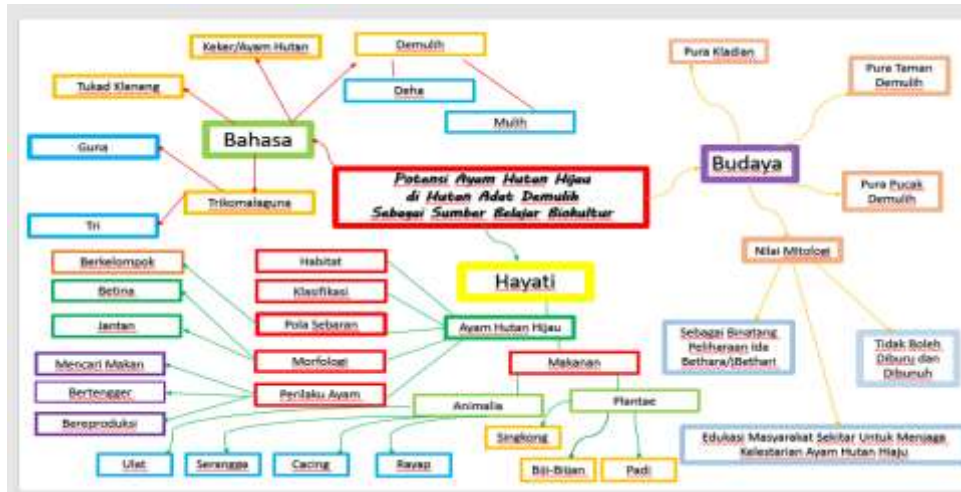 Keker/Ayam Hutan
Demulih
Pura Kladian
Pura Taman
Demulih
Tukad Klanang
Deha
Mulih
Bahasa
Guna
Budaya
Potensi Ayam Hutan Hijau
di Hutan Adat Demulih
Sebagai Sumber Belajar Biokultur
Trikomalaguna
Pura Pucak
Demulih
Tri
Nilai Mitologi
Berkelompok
Habitat
Hayati
Betina
Klasifikasi
Jantan
Pola Sebaran
Ayam Hutan Hijau
Sebagai Binatang
Peliharaan Ida
Bethara/(Bethari
Tidak Boleh
Diburu dan
Dibunuh
Mencari Makan
Morfologi
Makanan
Bertengger
Perilaku Ayam
Animalia
Plantae
Bereproduksi
Singkong
Edukasi Masyarakat Sekitar Untuk Menjaga
Kelestarian Ayam Hutan Hiaju
Ulat
Serangga
Cacing
Rayap
Biji-Bijian
Padi